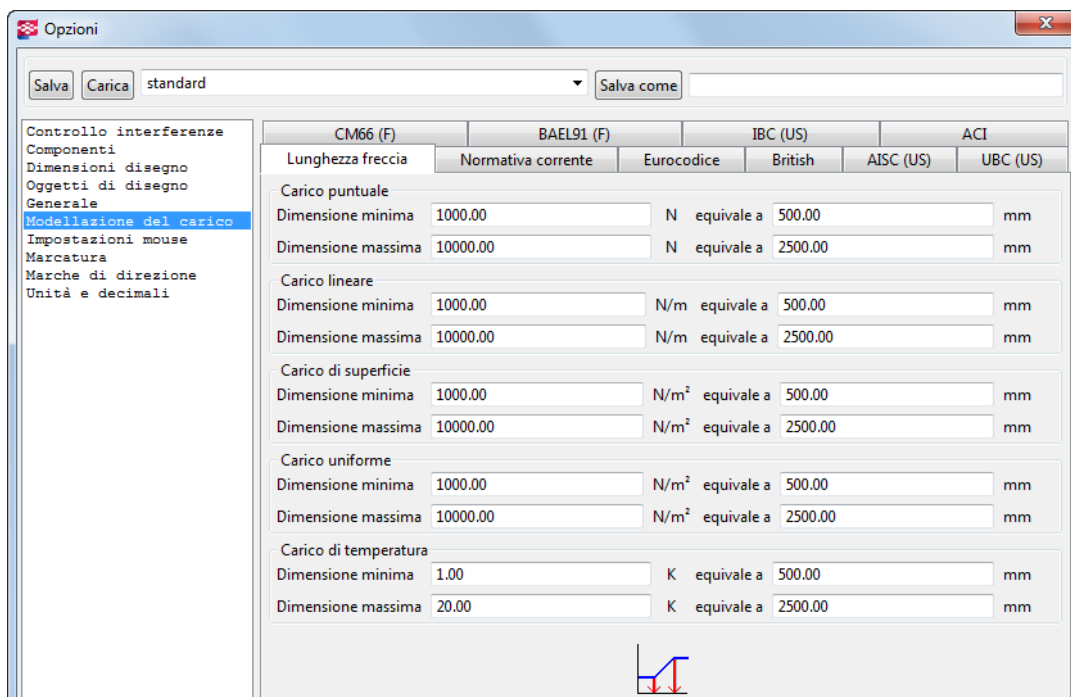 Opzioni
Salva Carica standard Salva come
Controllo interferenze
Componenti
Dimensioni disegno
Oggetti di disegno
Generale
Modellazione del carico
Impostazioni mouse
Marcatura
Marche di direzione
Unità e decimali
CM66 (F) BAEL91 (F) IBC (US) ACI
Lunghezza freccia Normativa corrente Eurocodice British AISC (US) UBC (US)
Carico puntuale
Dimensione minima 1000.00 N equivale a 500.00 mm
Dimensione massima 10000.00 N equivale a 2500.00 mm
Carico lineare
Dimensione minima 1000.00 N/m equivale a 500.00 mm
Dimensione massima 10000.00 N/m equivale a 2500.00 mm
Carico di superficie
Dimensione minima 1000.00 N/m² equivale a 500.00 mm
Dimensione massima 10000.00 N/m² equivale a 2500.00 mm
Carico uniforme
Dimensione minima 1000.00 N/m² equivale a 500.00 mm
Dimensione massima 10000.00 N/m² equivale a 2500.00 mm
Carico di temperatura
Dimensione minima 1.00 K equivale a 500.00 mm
Dimensione massima 20.00 K equivale a 2500.00 mm